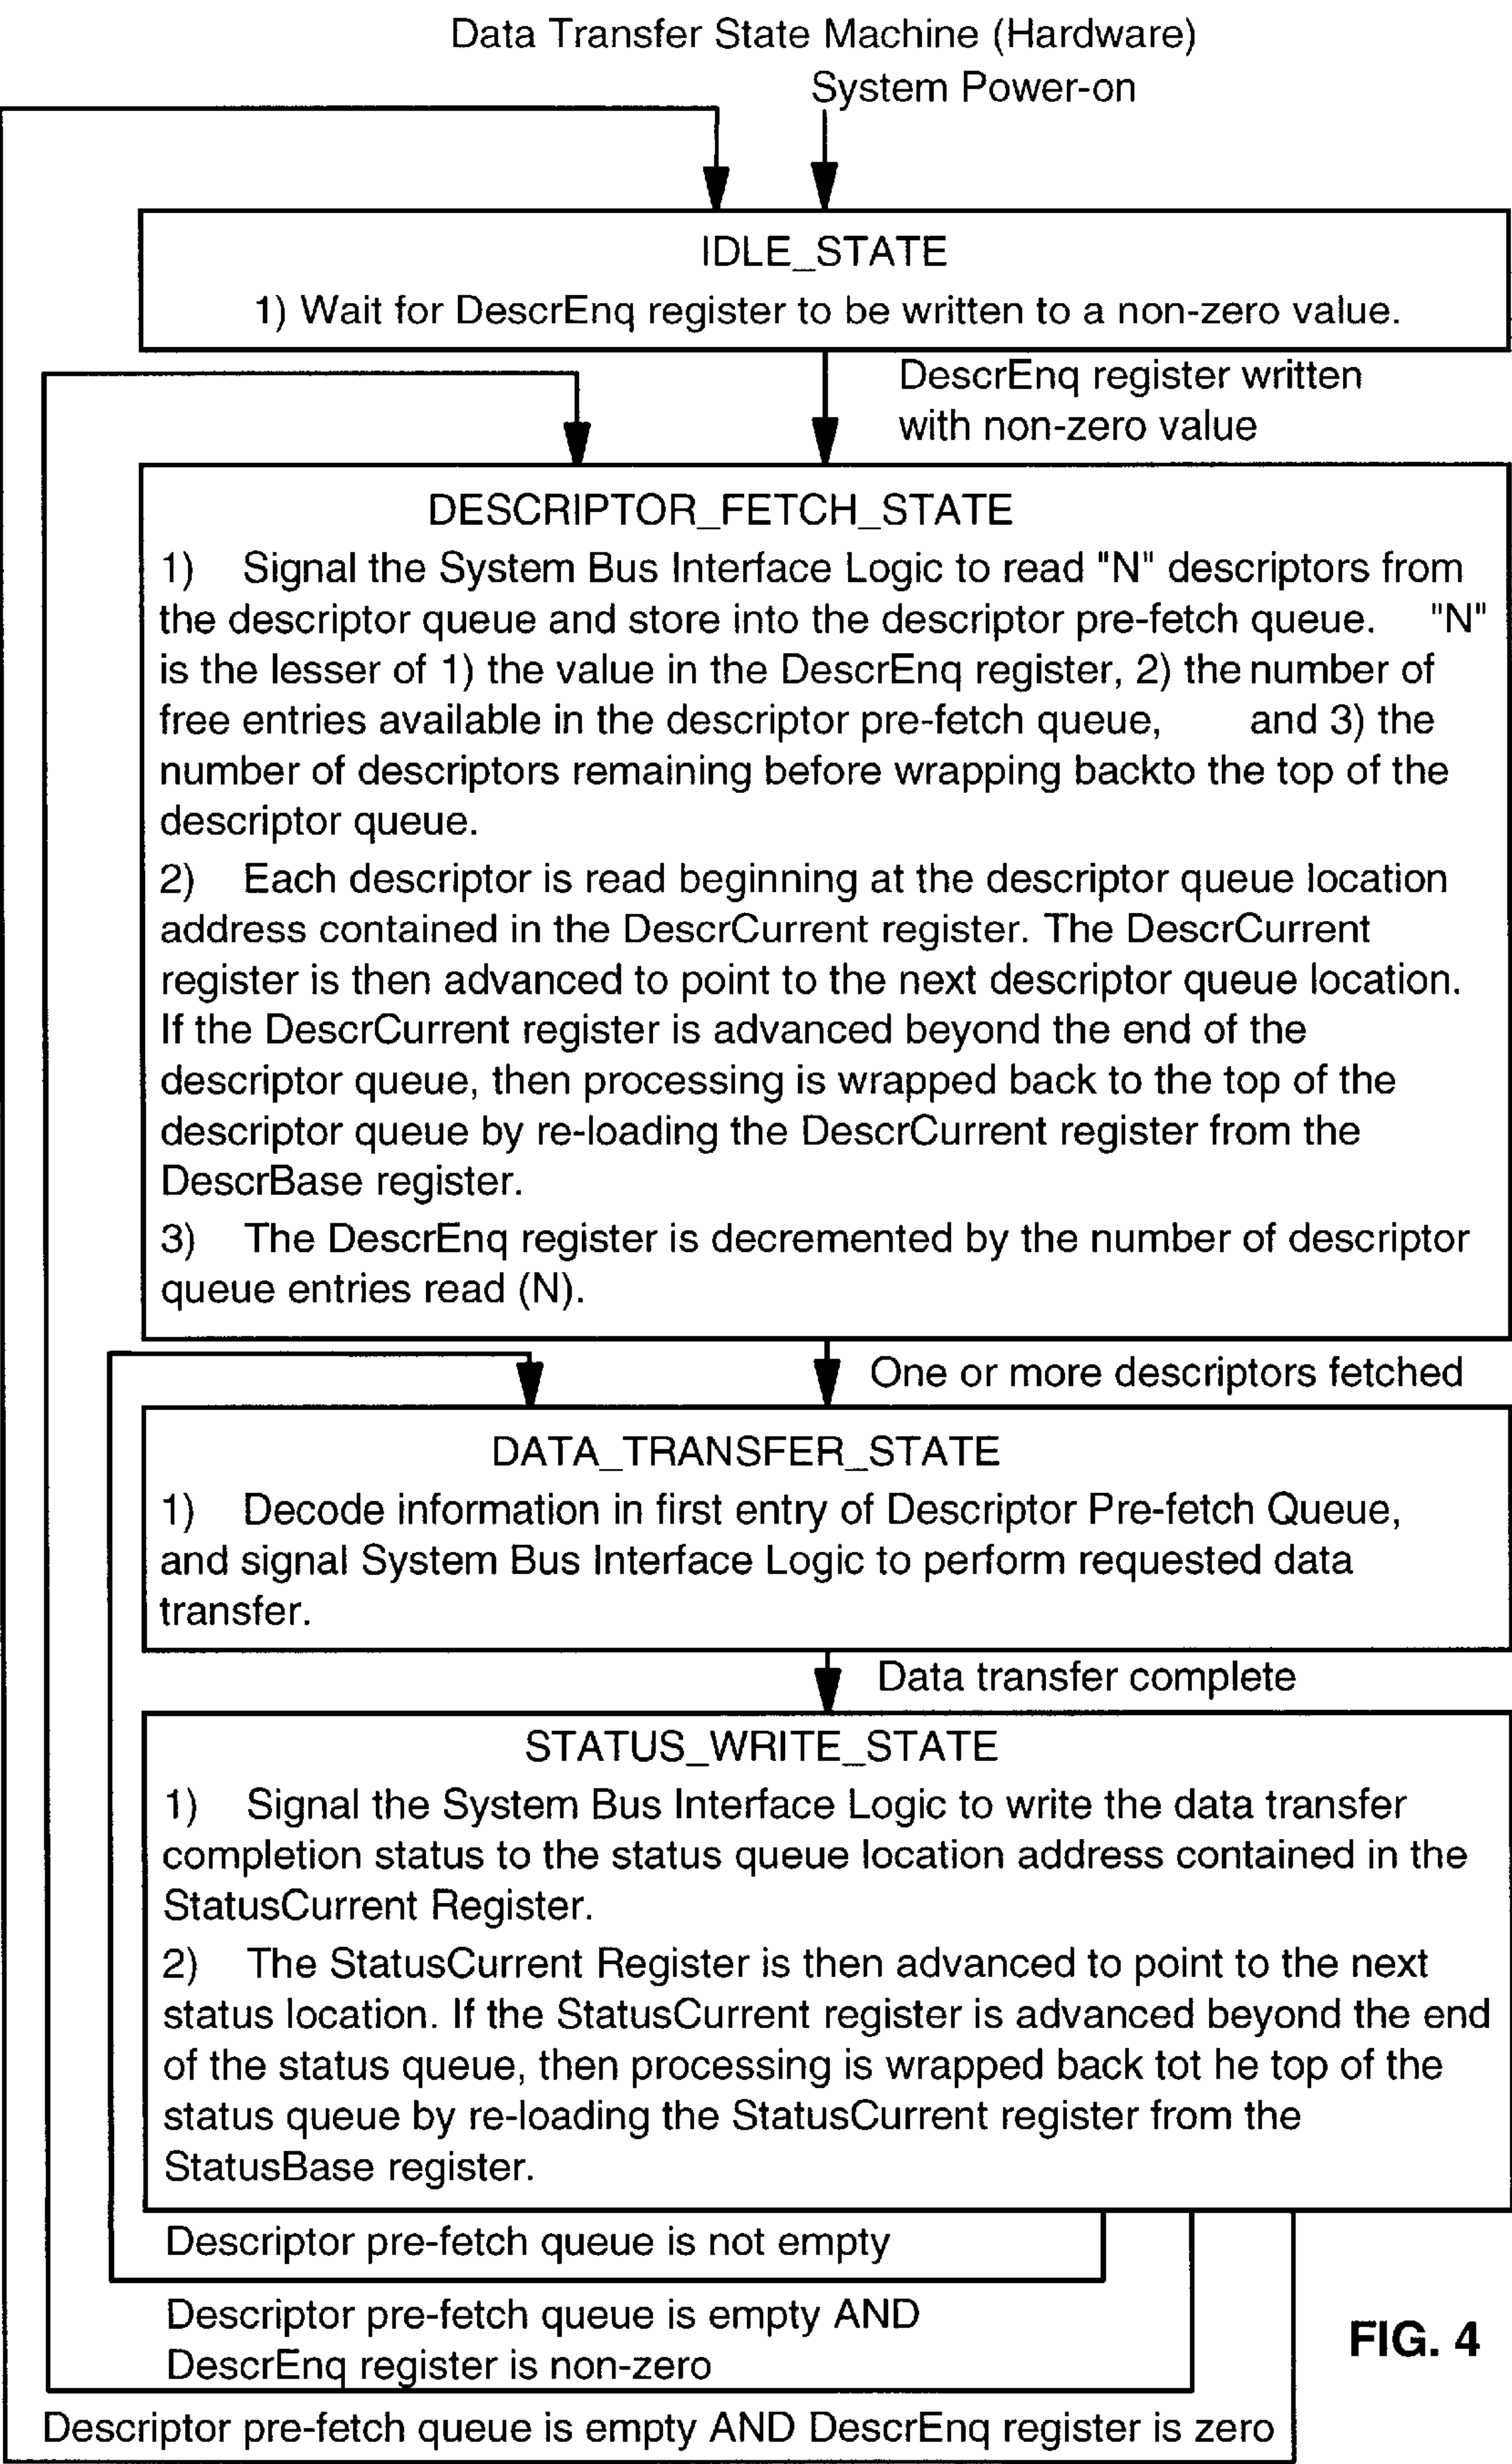 Data Transfer State Machine (Hardware)
System Power-on
IDLE_STATE
1) Wait for DescrEnq register to be written to a non-zero value.
DescrEnq register written
with non-zero value
DESCRIPTOR_FETCH_STATE
1) Signal the System Bus Interface Logic to read "N" descriptors from
the descriptor queue and store into the descriptor pre-fetch queue. "N"
is the lesser of 1) the value in the DescrEnq register, 2) the number of
free entries available in the descriptor pre-fetch queue, and 3) the
number of descriptors remaining before wrapping backto the top of the
descriptor queue.
2) Each descriptor is read beginning at the descriptor queue location
address contained in the DescrCurrent register. The DescrCurrent
register is then advanced to point to the next descriptor queue location.
If the DescrCurrent register is advanced beyond the end of the
descriptor queue, then processing is wrapped back to the top of the
descriptor queue by re-loading the DescrCurrent register from the
DescrBase register.
3) The DescrEnq register is decremented by the number of descriptor
queue entries read (N).
One or more descriptors fetched
DATA_TRANSFER_STATE
1) Decode information in first entry of Descriptor Pre-fetch Queue,
and signal System Bus Interface Logic to perform requested data
transfer.
Data transfer complete
STATUS_WRITE_STATE
1) Signal the System Bus Interface Logic to write the data transfer
completion status to the status queue location address contained in the
StatusCurrent Register.
2) The StatusCurrent Register is then advanced to point to the next
status location. If the StatusCurrent register is advanced beyond the end
of the status queue, then processing is wrapped back tot he top of the
status queue by re-loading the StatusCurrent register from the
StatusBase register.
Descriptor pre-fetch queue is not empty
Descriptor pre-fetch queue is empty AND
DescrEnq register is non-zero
FIG. 4
Descriptor pre-fetch queue is empty AND DescrEnq register is zero